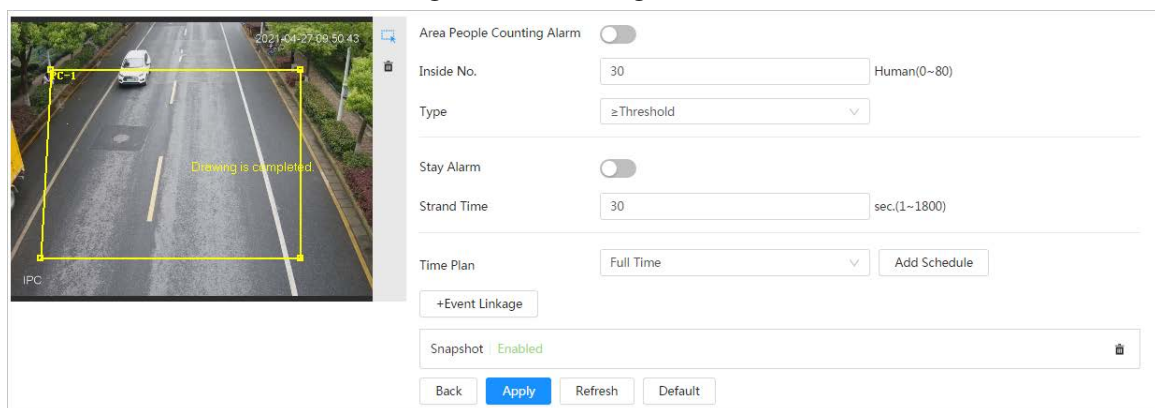 2021-04-27 09:50:43
PC-1
Drawing is completed.
IPC
Area People Counting Alarm
Inside No. 30 Human(0~80)
Type ≥Threshold
Stay Alarm
Strand Time 30 sec.(1~1800)
Time Plan Full Time Add Schedule
+Event Linkage
Snapshot Enabled
Back Apply Refresh Default